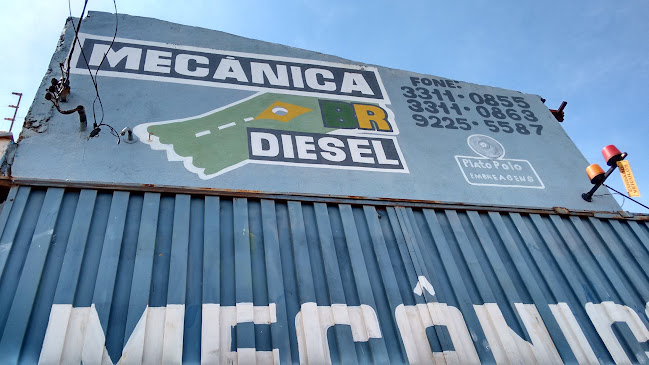 MECÂNICA
BR
DIESEL
FONE:
3311-0855
3311-0863
9225-5587
Plato Polo
EMBREAGENS
MECÂNIC